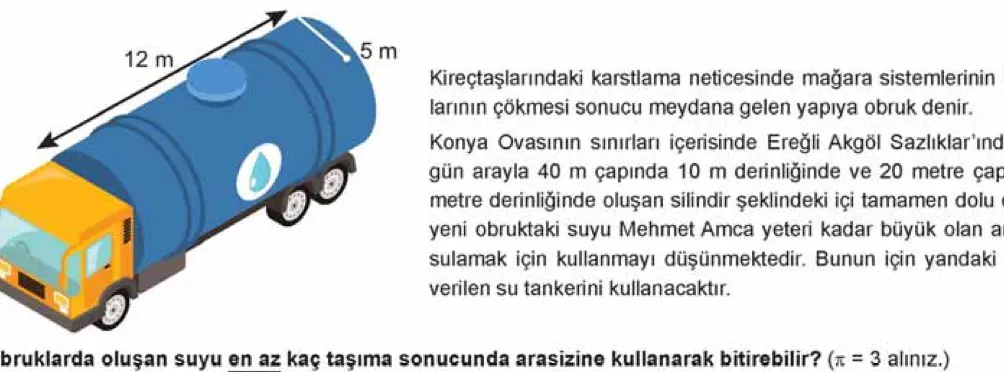 12 m
5 m
Kireçtaşlarındaki karstlama neticesinde mağara sistemlerinin
larının çökmesi sonucu meydana gelen yapıya obruk denir.
Konya Ovasının sınırları içerisinde Ereğli Akgöl Sazlıklar'ınd
gün arayla 40 m çapında 10 m derinliğinde ve 20 metre çap
metre derinliğinde oluşan silindir şeklindeki içi tamamen dolu
yeni obruktaki suyu Mehmet Amca yeteri kadar büyük olan ar
sulamak için kullanmayı düşünmektedir. Bunun için yandaki
verilen su tankerini kullanacaktır.
bruklarda oluşan suyu en az kaç taşıma sonucunda arasizine kullanarak bitirebilir? (π = 3 alınız.)